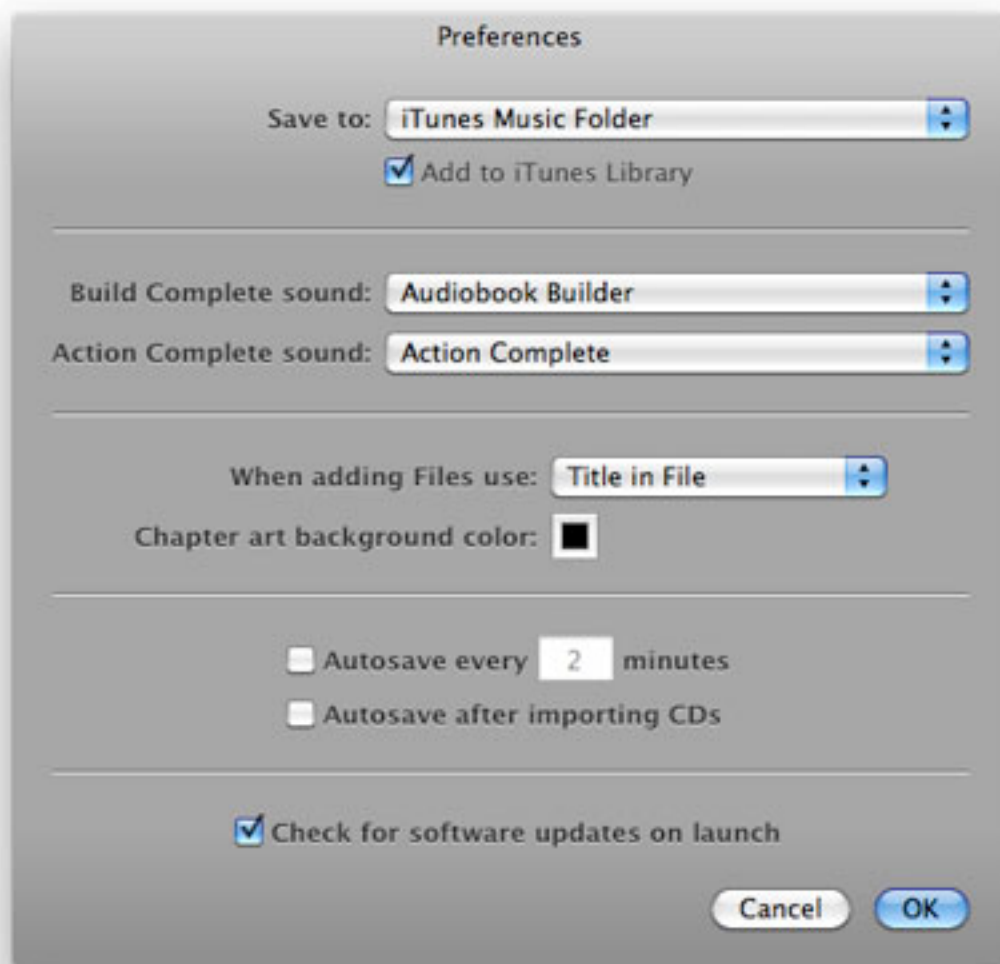 Preferences
Save to: iTunes Music Folder
Add to iTunes Library
Build Complete sound: Audiobook Builder
Action Complete sound: Action Complete
When adding Files use: Title in File
Chapter art background color:
Autosave every 2 minutes
Autosave after importing CDs
Check for software updates on launch
Cancel OK